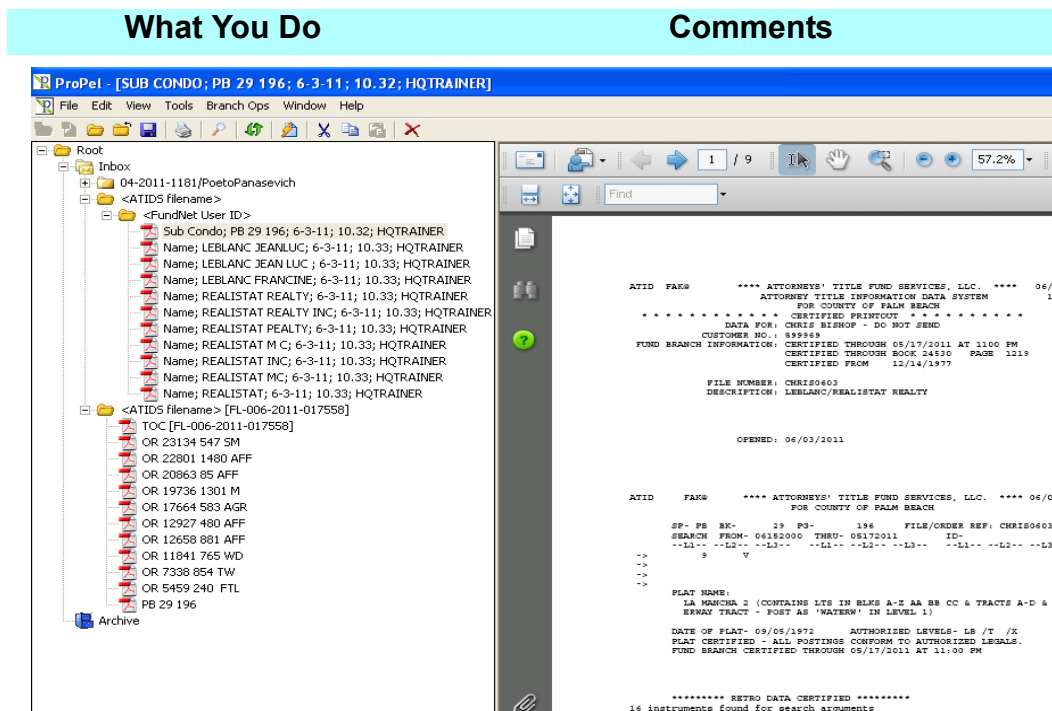 What You Do Comments
ProPel - [SUB CONDO; PB 29 196; 6-3-11; 10.32; HQTRAINER]
File Edit View Tools Branch Ops Window Help
Root
Inbox
04-2011-1181/PoetoPanasevich
<ATIDS filename>
<FundNet User ID>
Sub Condo; PB 29 196; 6-3-11; 10.32; HQTRAINER
Name; LEBLANC JEANLUC; 6-3-11; 10.33; HQTRAINER
Name; LEBLANC JEAN LUC ; 6-3-11; 10.33; HQTRAINER
Name; LEBLANC FRANCINE; 6-3-11; 10.33; HQTRAINER
Name; REALISTAT REALTY; 6-3-11; 10.33; HQTRAINER
Name; REALISTAT REALTY INC; 6-3-11; 10.33; HQTRAINER
Name; REALISTAT PEALTY; 6-3-11; 10.33; HQTRAINER
Name; REALISTAT M C; 6-3-11; 10.33; HQTRAINER
Name; REALISTAT INC; 6-3-11; 10.33; HQTRAINER
Name; REALISTAT MC; 6-3-11; 10.33; HQTRAINER
Name; REALISTAT; 6-3-11; 10.33; HQTRAINER
<ATIDS filename> [FL-006-2011-017558]
TOC [FL-006-2011-017558]
OR 23134 547 SM
OR 22801 1480 AFF
OR 20863 85 AFF
OR 19736 1301 M
OR 17664 583 AGR
OR 12927 480 AFF
OR 12658 881 AFF
OR 11841 765 WD
OR 7338 854 TW
OR 5459 240 FTL
PB 29 196
Archive
1 / 9 57.2%
Find
ATID FAK@ **** ATTORNEYS' TITLE FUND SERVICES, LLC. **** 06/
ATTORNEY TITLE INFORMATION DATA SYSTEM 1
FOR COUNTY OF PALM BEACH
* * * * * * * * * * * * CERTIFIED PRINTOUT * * * * * * * * * *
DATA FOR: CHRIS BISHOP - DO NOT SEND
CUSTOMER NO.: 899969
FUND BRANCH INFORMATION: CERTIFIED THROUGH 05/17/2011 AT 1100 PM
CERTIFIED THROUGH BOOK 24530 PAGE 1219
CERTIFIED FROM 12/14/1977
FILE NUMBER: CHRIS0603
DESCRIPTION: LEBLANC/REALISTAT REALTY
OPENED: 06/03/2011
ATID FAK@ **** ATTORNEYS' TITLE FUND SERVICES, LLC. **** 06/0
FOR COUNTY OF PALM BEACH
SP- PB BK- 29 PG- 196 FILE/ORDER REF: CHRIS0603
SEARCH FROM- 06152000 THRU- 05172011 ID-
--L1-- --L2-- --L3-- --L1-- --L2-- --L3-- --L1-- --L2-- --L3
-> 9 V
->
->
->
PLAT NAME:
LA MANCHA 2 (CONTAINS LTS IN BLKS A-Z AA BB CC & TRACTS A-D &
ERWAY TRACT - POST AS 'WATERW' IN LEVEL 1)
DATE OF PLAT- 09/05/1972 AUTHORIZED LEVELS- LB /T /X
PLAT CERTIFIED - ALL POSTINGS CONFORM TO AUTHORIZED LEGALS.
FUND BRANCH CERTIFIED THROUGH 05/17/2011 AT 11:00 PM
********* RETRO DATA CERTIFIED *********
16 instruments found for search arguments